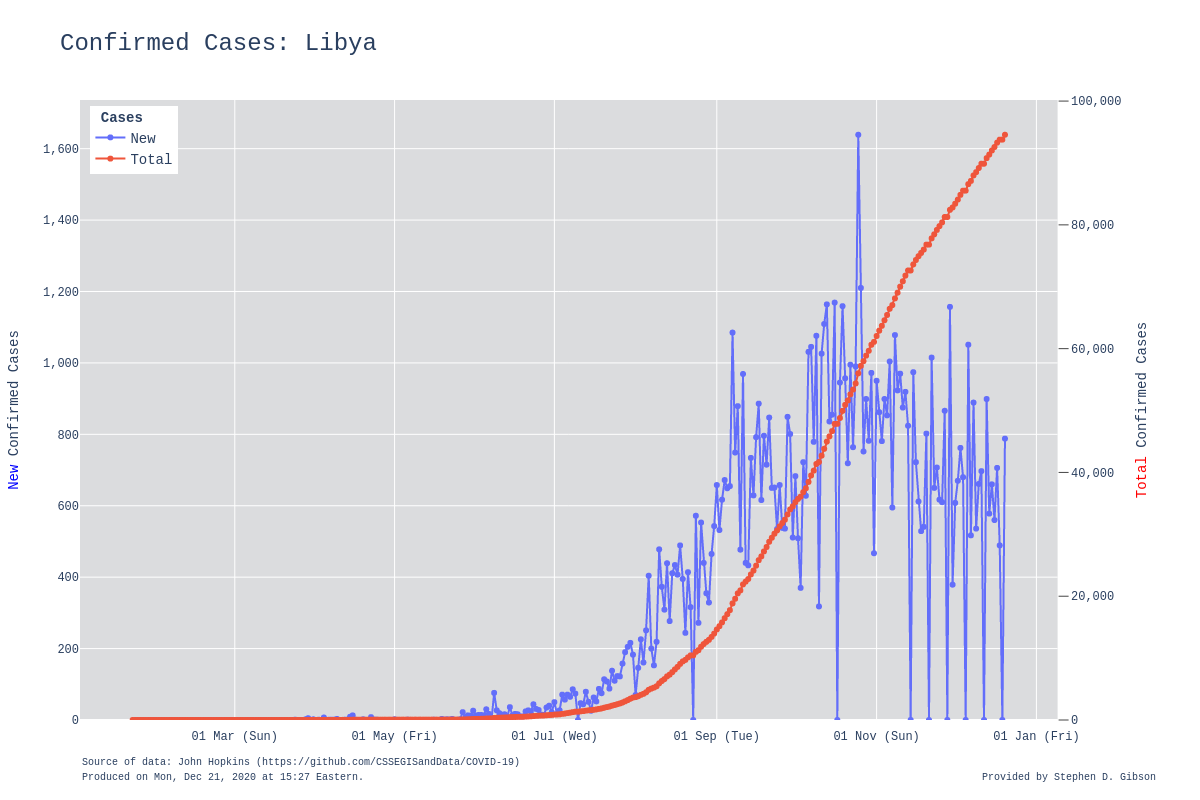 Confirmed Cases: Libya
Cases
New
Total
1,600
1,400
1,200
1,000
800
600
400
200
0
100,000
80,000
60,000
40,000
20,000
0
New Confirmed Cases
Total Confirmed Cases
01 Mar (Sun)
01 May (Fri)
01 Jul (Wed)
01 Sep (Tue)
01 Nov (Sun)
01 Jan (Fri)
Source of data: John Hopkins (https://github.com/CSSEGISandData/COVID-19)
Produced on Mon, Dec 21, 2020 at 15:27 Eastern.
Provided by Stephen D. Gibson